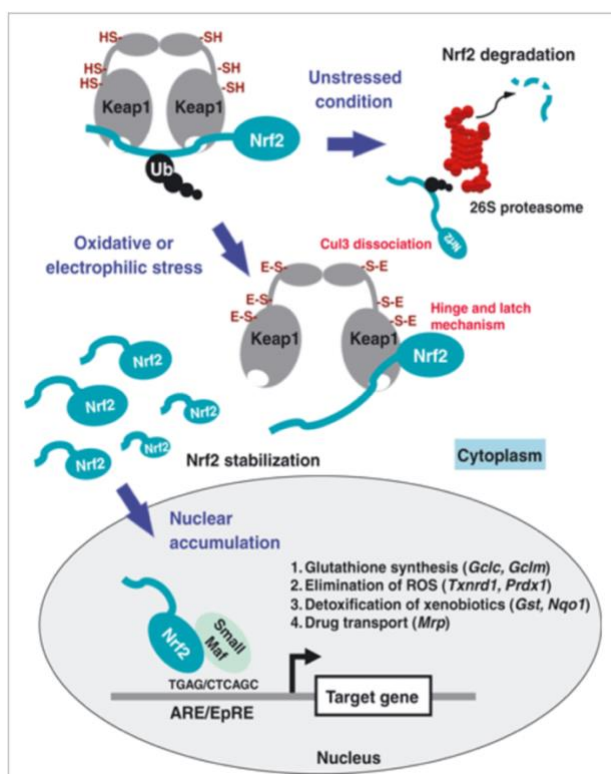 HS-
-SH
HS-
HS-
-SH
-SH
Keap1
Keap1
Nrf2
Ub
Unstressed
condition
Nrf2 degradation
Nrf2
26S proteasome
Oxidative or
electrophilic stress
Cul3 dissociation
E-S-
-S-E
E-S-
E-S-
-S-E
-S-E
Hinge and latch
mechanism
Keap1
Keap1
Nrf2
Nrf2
Nrf2
Nrf2
Nrf2
Nrf2
Nrf2 stabilization
Cytoplasm
Nuclear
accumulation
1. Glutathione synthesis (Gclc, Gclm)
2. Elimination of ROS (Txnrd1, Prdx1)
3. Detoxification of xenobiotics (Gst, Nqo1)
4. Drug transport (Mrp)
Nrf2
Small
Maf
TGAG/CTCAGC
ARE/EpRE
Target gene
Nucleus